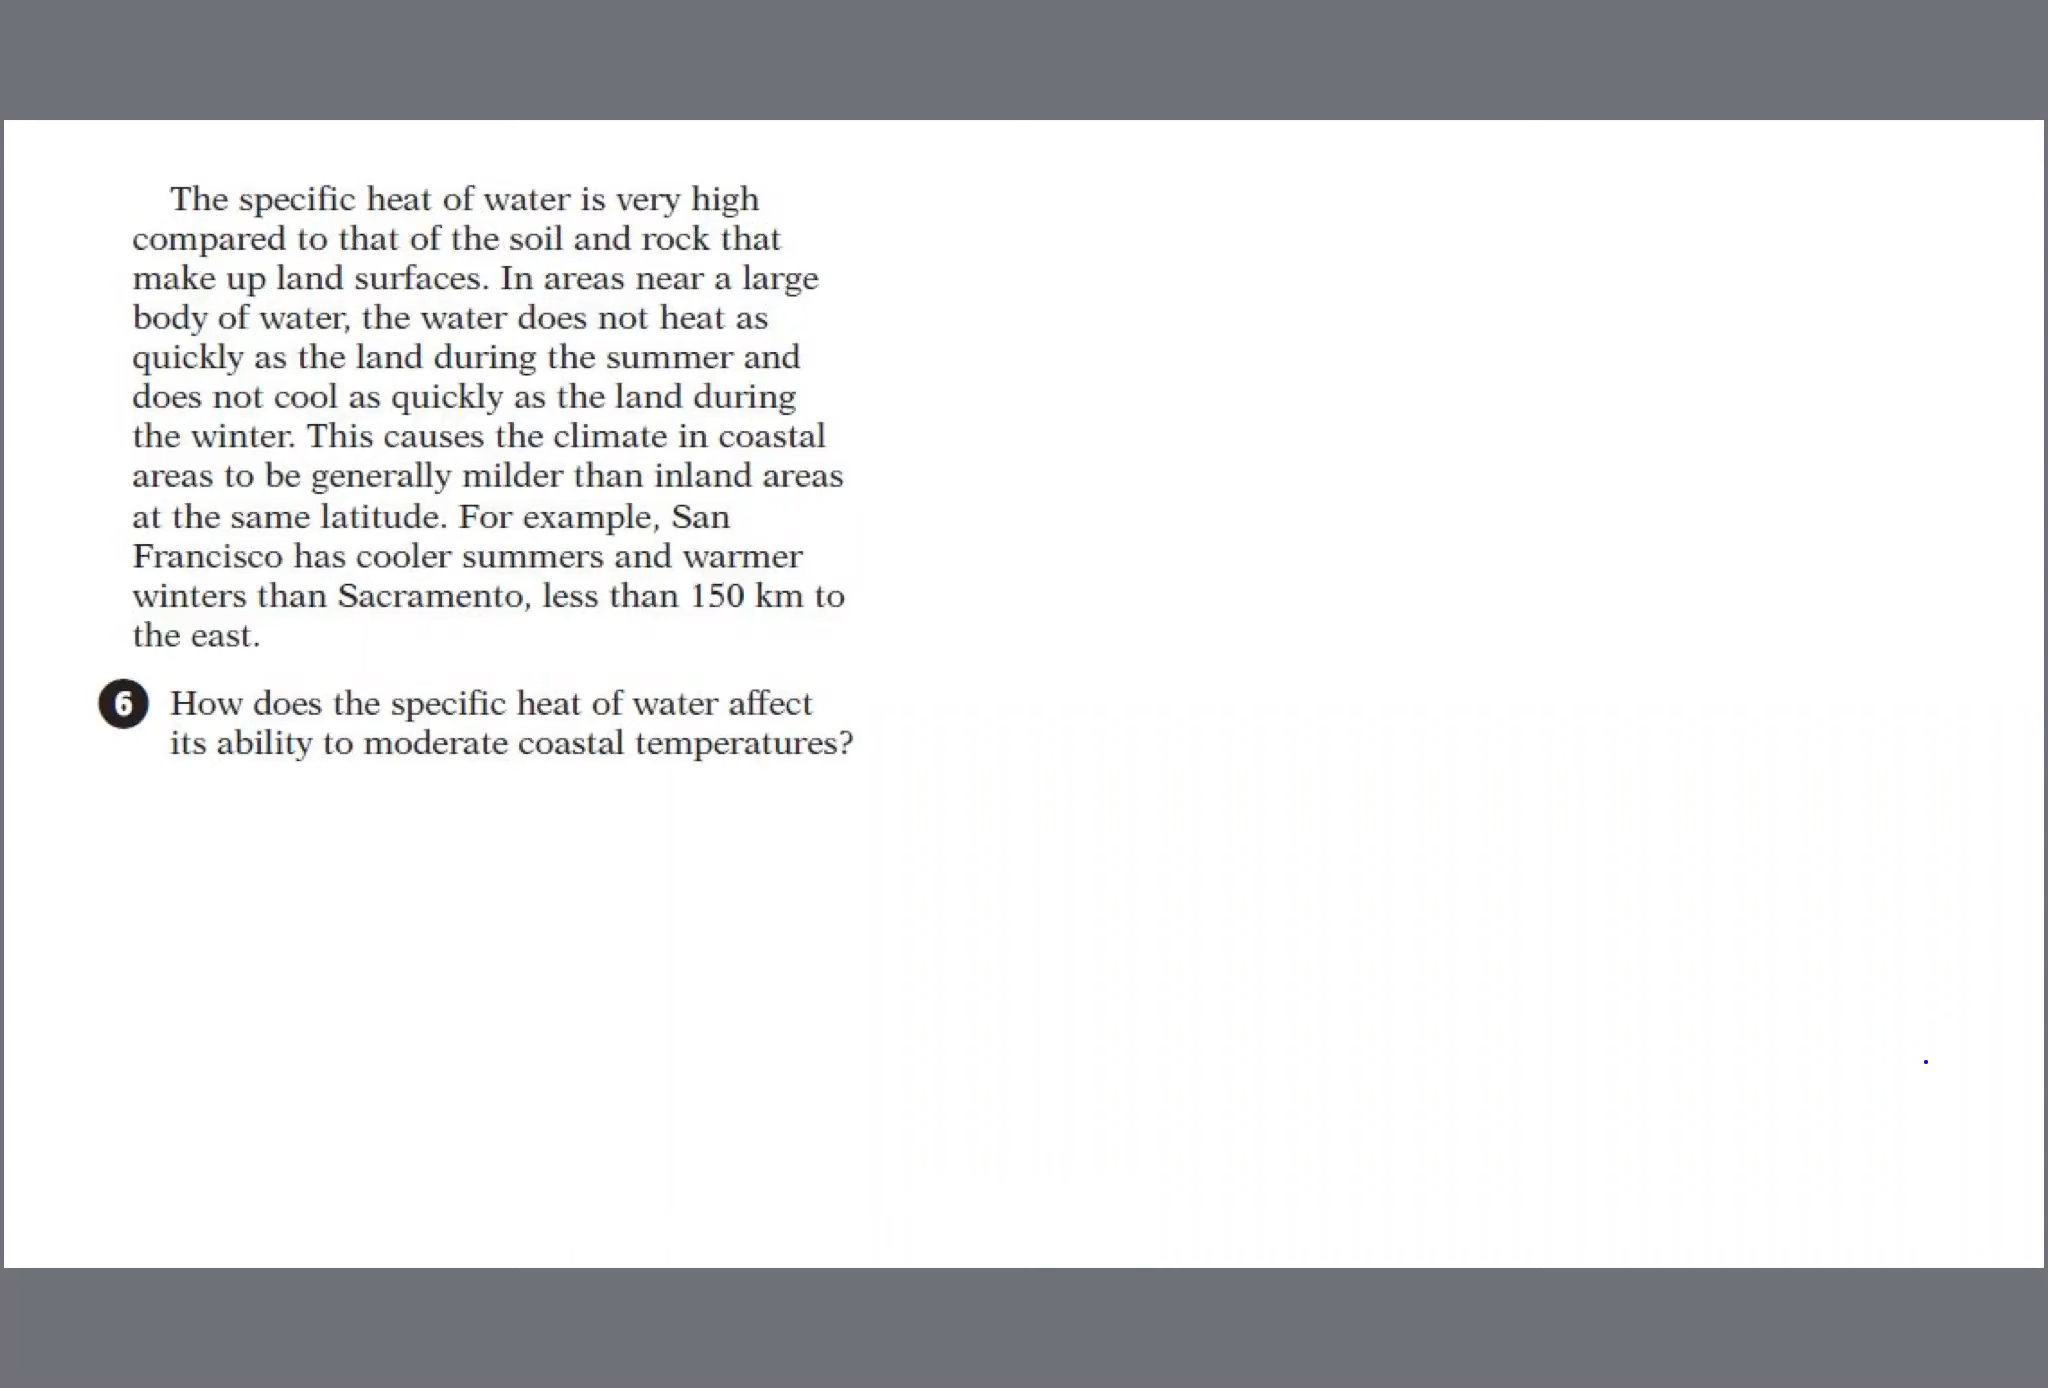 The specific heat of water is very high
compared to that of the soil and rock that
make up land surfaces. In areas near a large
body of water, the water does not heat as
quickly as the land during the summer and
does not cool as quickly as the land during
the winter. This causes the climate in coastal
areas to be generally milder than inland areas
at the same latitude. For example, San
Francisco has cooler summers and warmer
winters than Sacramento, less than 150 km to
the east.
6 How does the specific heat of water affect
its ability to moderate coastal temperatures?